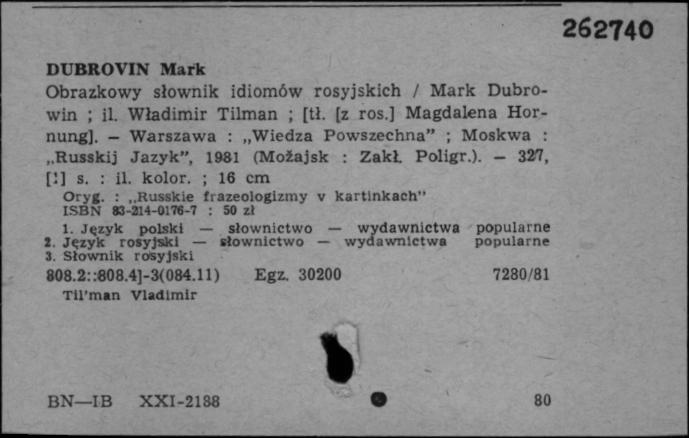 262740
DUBROVIN Mark
Obrazkowy słownik idiomów rosyjskich / Mark Dubro-
win ; il. Władimir Tilman ; [tł. [z ros.] Magdalena Hor-
nung]. — Warszawa : „Wiedza Powszechna” ; Moskwa :
„Russkij Jazyk”, 1981 (Możajsk : Zakł. Poligr.). — 327,
[1] s. : il. kolor. ; 16 cm
Oryg. : „Russkie frazeologizmy v kartinkach”
ISBN 83-214-0176-7 : 50 zł
1. Język polski — słownictwo — wydawnictwa popularne
2. Język rosyjski — słownictwo — wydawnictwa popularne
3. Słownik rosyjski
808.2::808.4]-3(084.11) Egz. 30200 7280/81
Til’man Vladimir
BN—IB XXI-2188 80